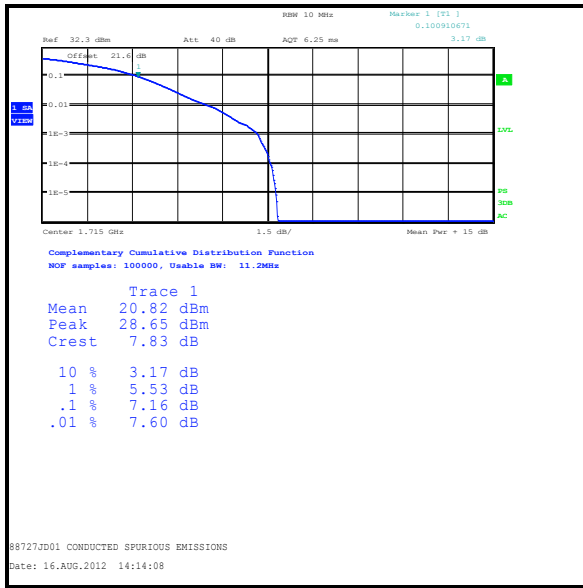 RBW 10 MHz Marker 1 [T1 ]
0.100910671
Ref 32.3 dBm Att 40 dB AQT 6.25 ms 3.17 dB
Offset 21.6 dB
1
0.1
A
1 SA
VIEW
0.01
1E-3
LVL
1E-4
1E-5
PS
3DB
AC
Center 1.715 GHz 1.5 dB/ Mean Pwr + 15 dB
Complementary Cumulative Distribution Function
NOF samples: 100000, Usable BW: 11.2MHz
Trace 1
Mean 20.82 dBm
Peak 28.65 dBm
Crest 7.83 dB
10 % 3.17 dB
1 % 5.53 dB
.1 % 7.16 dB
.01 % 7.60 dB
88727JD01 CONDUCTED SPURIOUS EMISSIONS
Date: 16.AUG.2012 14:14:08